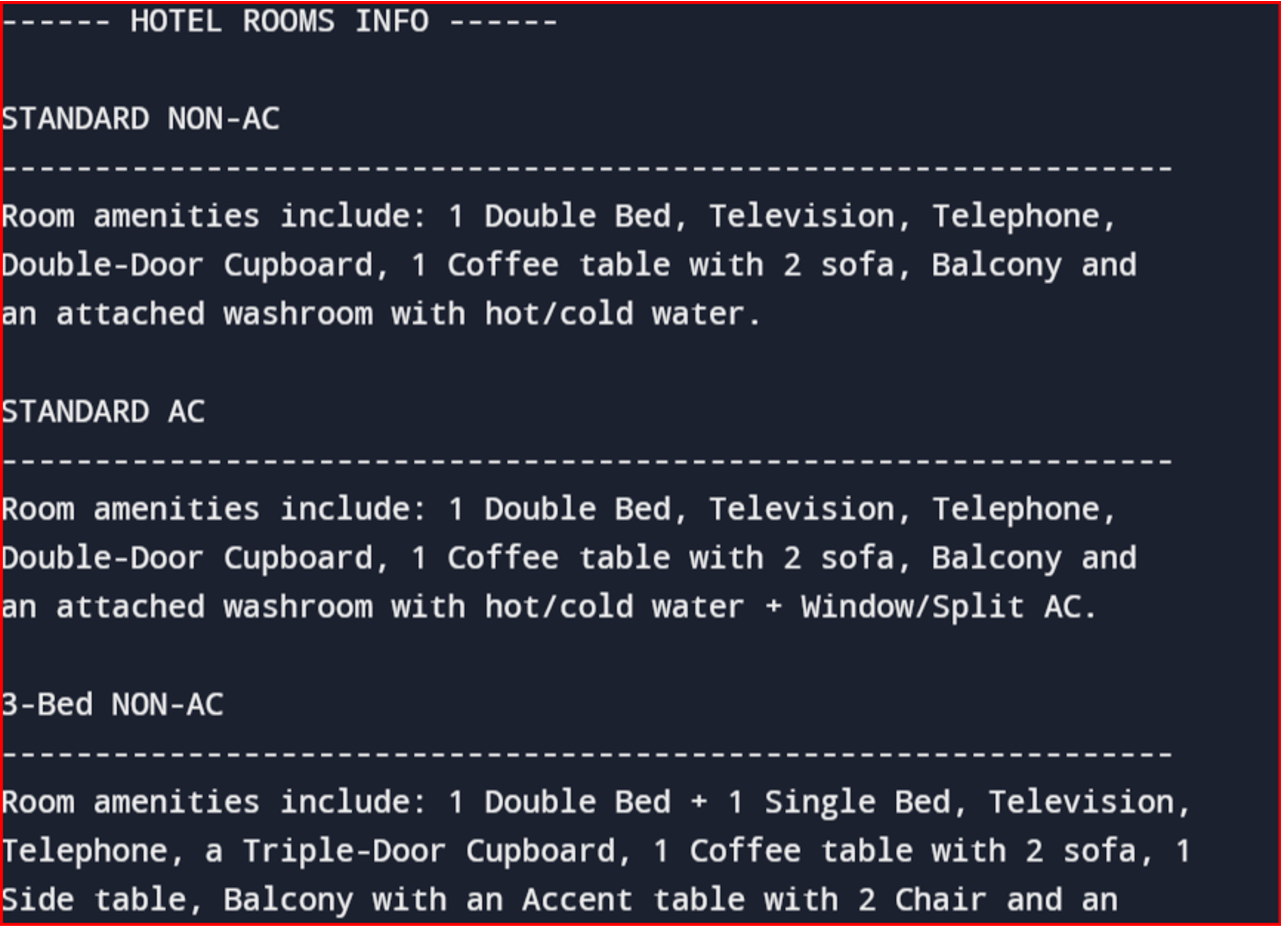 ------ HOTEL ROOMS INFO ------
STANDARD NON-AC
---------------------------------------------------------------
Room amenities include: 1 Double Bed, Television, Telephone,
Double-Door Cupboard, 1 Coffee table with 2 sofa, Balcony and
an attached washroom with hot/cold water.
STANDARD AC
---------------------------------------------------------------
Room amenities include: 1 Double Bed, Television, Telephone,
Double-Door Cupboard, 1 Coffee table with 2 sofa, Balcony and
an attached washroom with hot/cold water + Window/Split AC.
3-Bed NON-AC
---------------------------------------------------------------
Room amenities include: 1 Double Bed + 1 Single Bed, Television,
Telephone, a Triple-Door Cupboard, 1 Coffee table with 2 sofa, 1
Side table, Balcony with an Accent table with 2 Chair and an